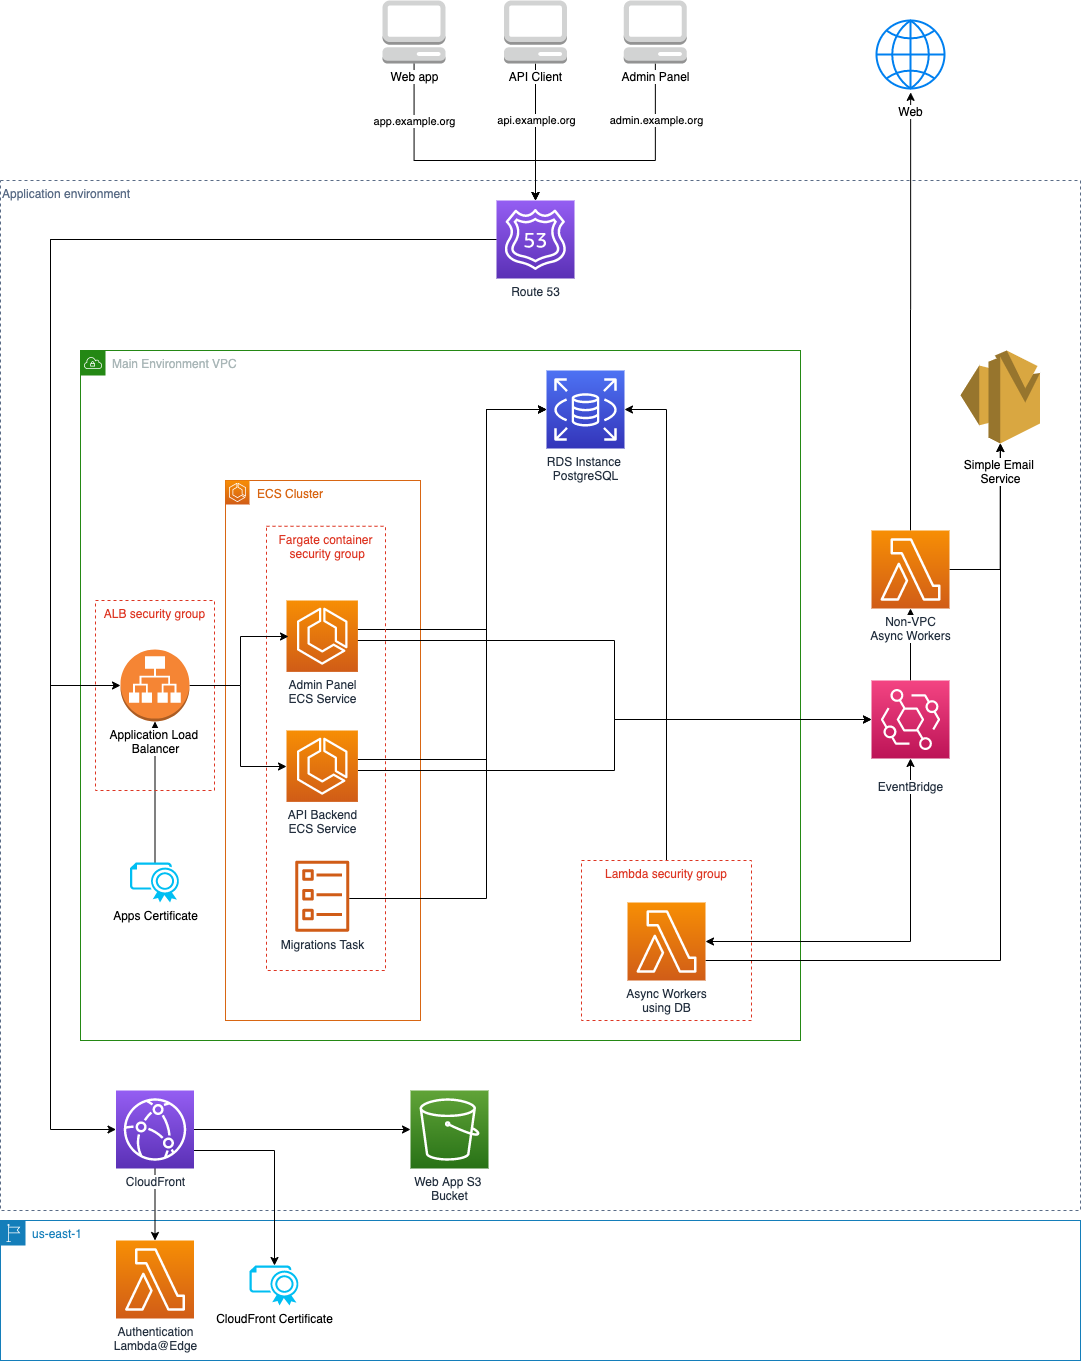 Web app
API Client
Admin Panel
Web
app.example.org
api.example.org
admin.example.org
Application environment
53
Route 53
Main Environment VPC
RDS Instance
PostgreSQL
Simple Email
Service
ECS Cluster
Fargate container
security group
ALB security group
Non-VPC
Async Workers
Admin Panel
ECS Service
Application Load
Balancer
EventBridge
API Backend
ECS Service
Lambda security group
Apps Certificate
Migrations Task
Async Workers
using DB
CloudFront
Web App S3
Bucket
us-east-1
CloudFront Certificate
Authentication
Lambda@Edge